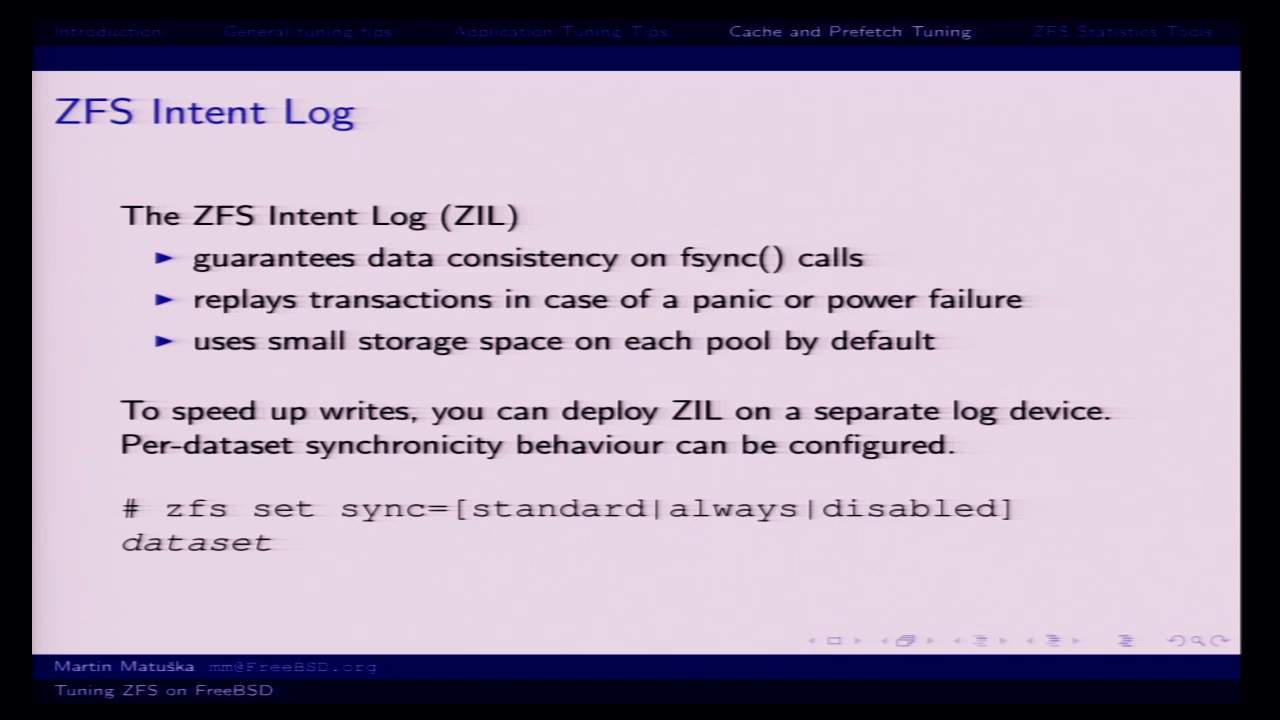 Introduction General tuning tips Application Tuning Tips Cache and Prefetch Tuning ZFS Statistics Tools
ZFS Intent Log
The ZFS Intent Log (ZIL)
► guarantees data consistency on fsync() calls
► replays transactions in case of a panic or power failure
► uses small storage space on each pool by default
To speed up writes, you can deploy ZIL on a separate log device.
Per-dataset synchronicity behaviour can be configured.
# zfs set sync=[standard|always|disabled]
dataset
Martin Matuška mm@FreeBSD.org
Tuning ZFS on FreeBSD